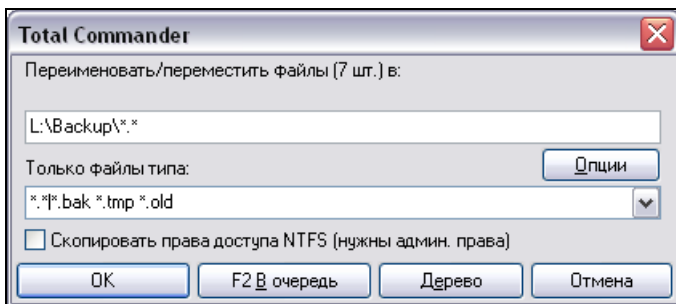 Total Commander
Переименовать/переместить файлы (7 шт.) в:
L:\Backup\*.*
Только файлы типа:
Опции
*.*|*.bak *.tmp *.old
Скопировать права доступа NTFS (нужны админ. права)
OK F2 В очередь Дерево Отмена